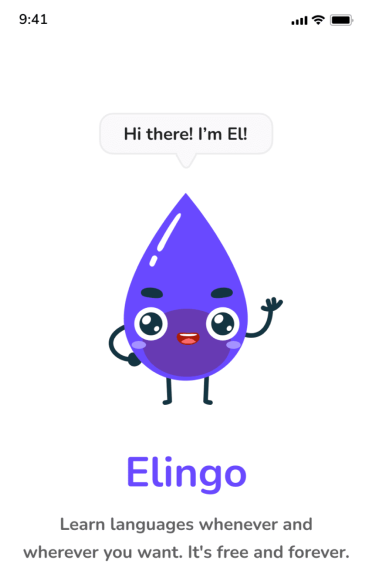 9:41
Hi there! I’m El!
Elingo
Learn languages whenever and
wherever you want. It's free and forever.